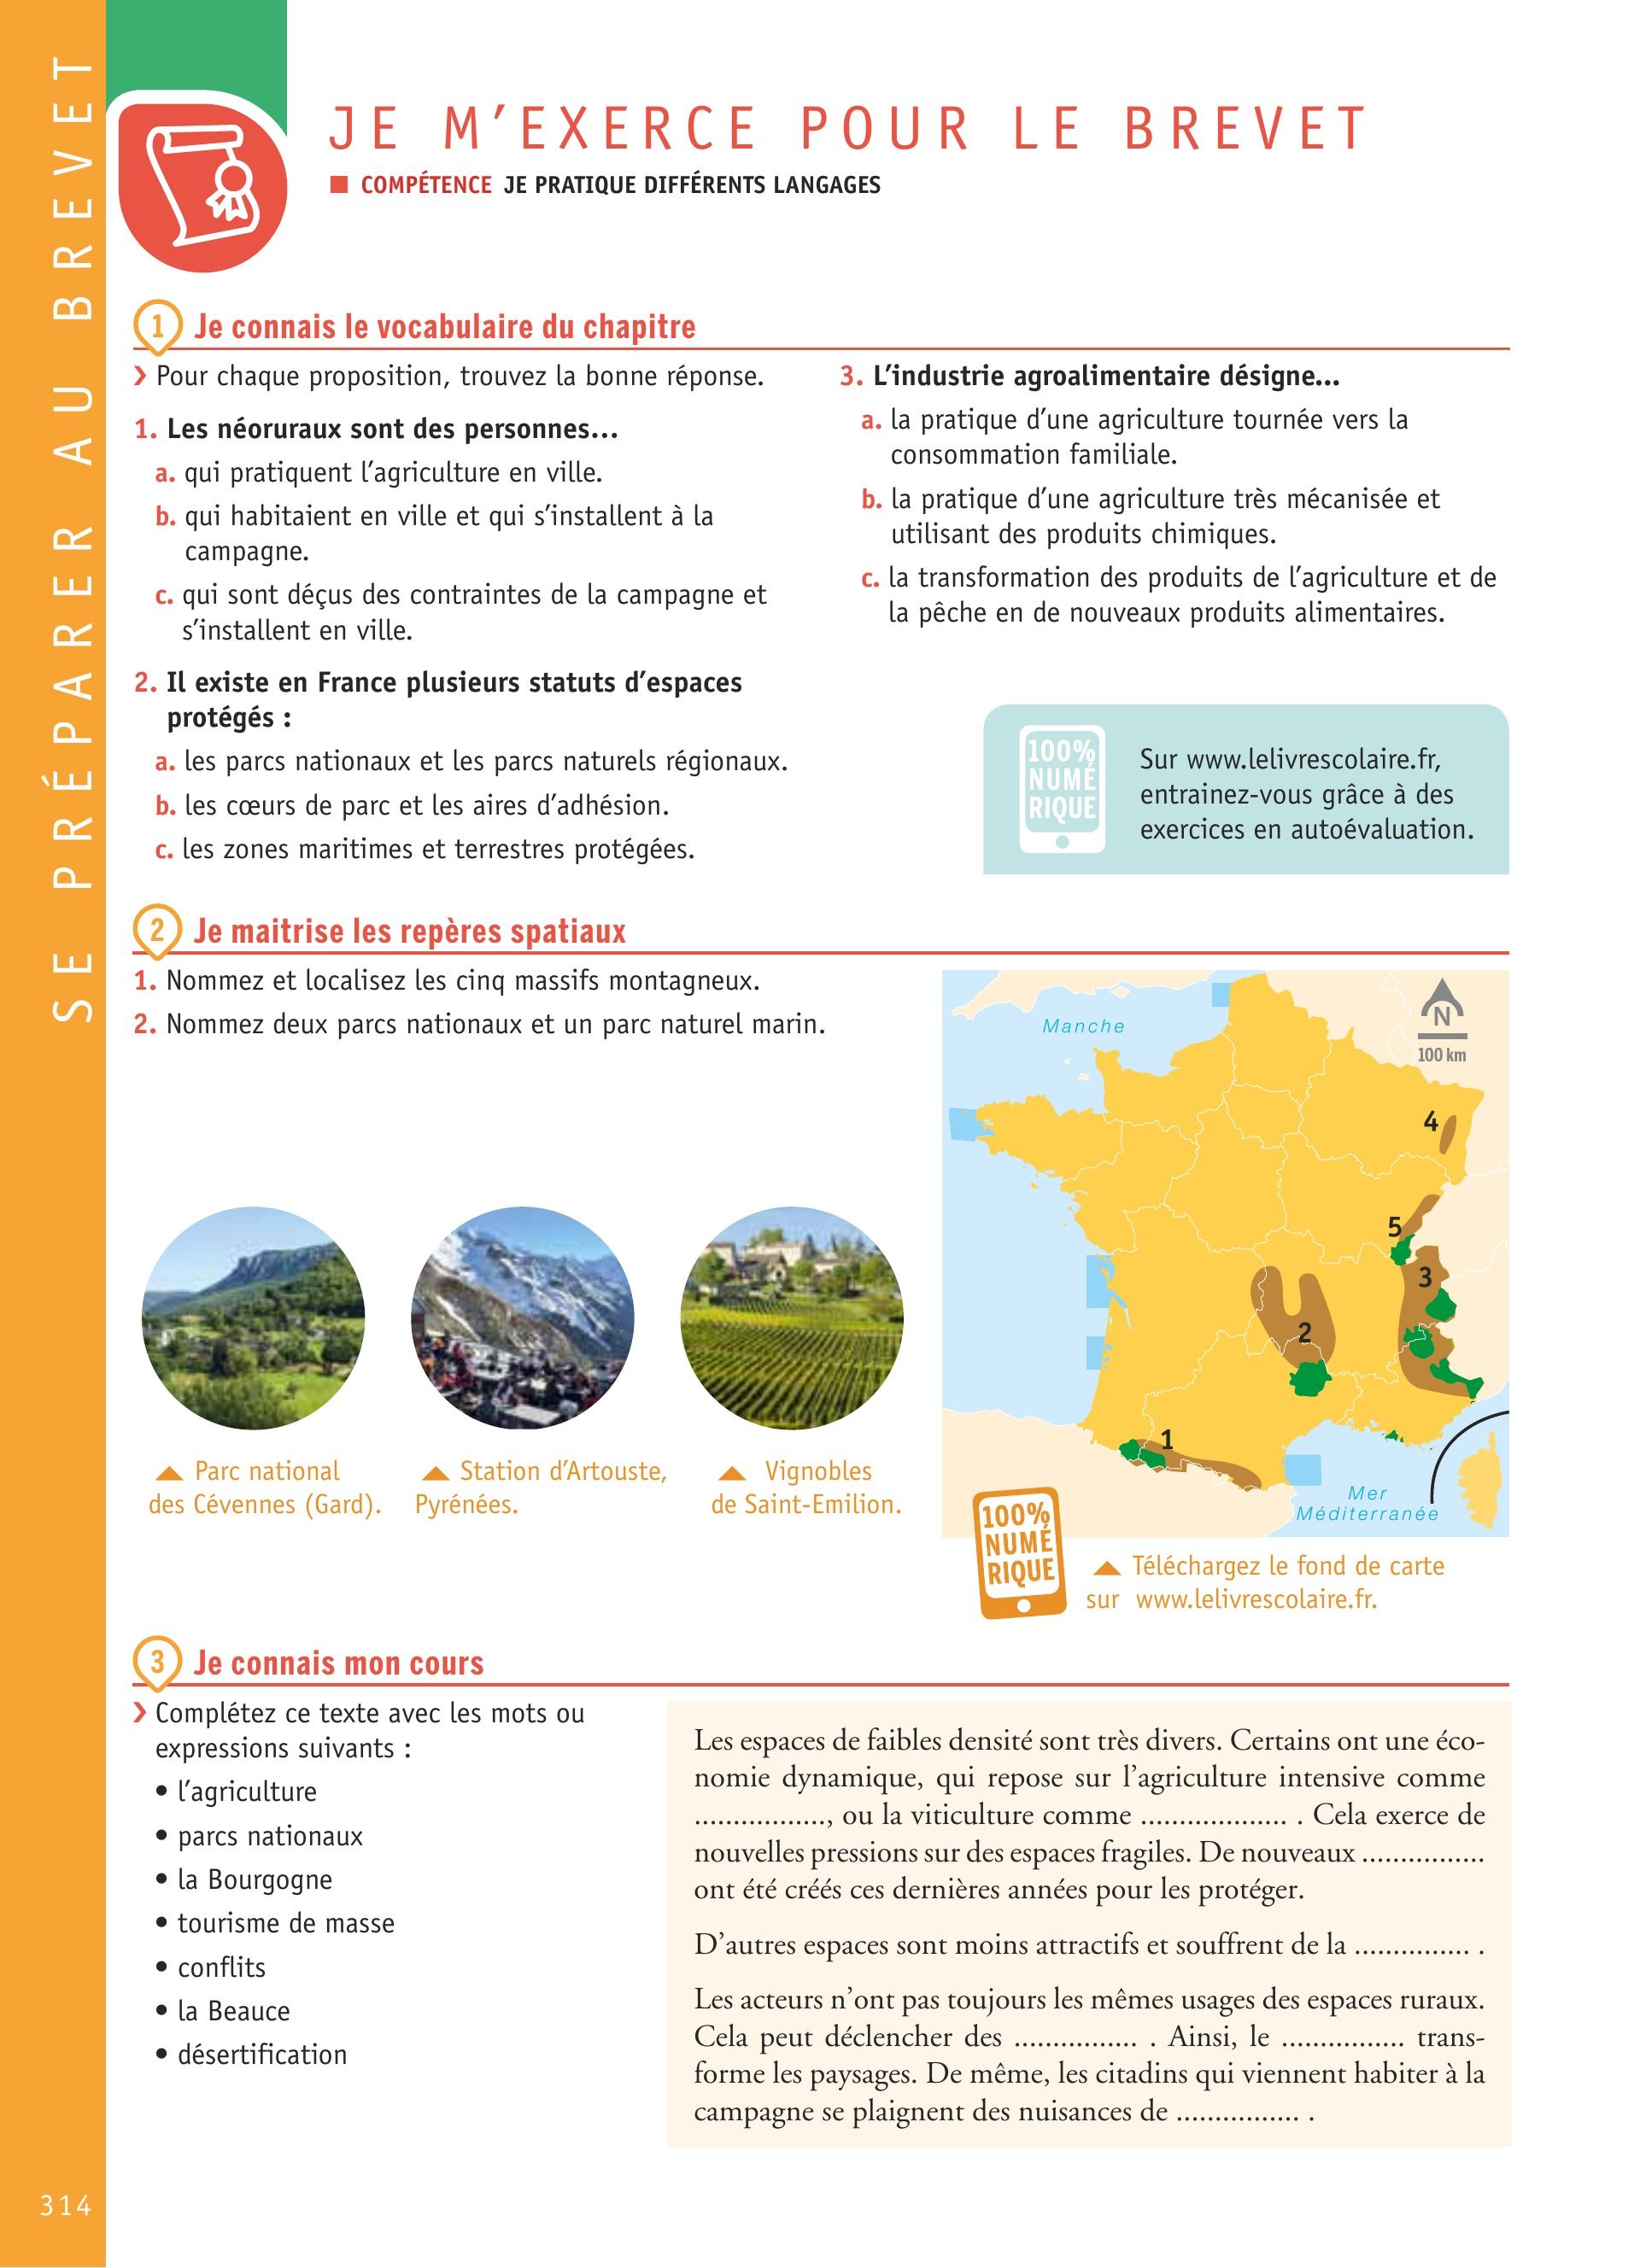 SE PRÉPARER AU BREVET
JE M'EXERCE POUR LE BREVET
COMPÉTENCE JE PRATIQUE DIFFÉRENTS LANGAGES
1 Je connais le vocabulaire du chapitre
Pour chaque proposition, trouvez la bonne réponse.
1. Les néoruraux sont des personnes...
a. qui pratiquent l'agriculture en ville.
b. qui habitaient en ville et qui s'installent à la
campagne.
c. qui sont déçus des contraintes de la campagne et
s'installent en ville.
2. Il existe en France plusieurs statuts d'espaces
protégés :
a. les parcs nationaux et les parcs naturels régionaux.
b. les cœurs de parc et les aires d'adhésion.
c. les zones maritimes et terrestres protégées.
3. L'industrie agroalimentaire désigne...
a. la pratique d'une agriculture tournée vers la
consommation familiale.
b. la pratique d'une agriculture très mécanisée et
utilisant des produits chimiques.
c. la transformation des produits de l'agriculture et de
la pêche en de nouveaux produits alimentaires.
100%
NUMÉ
RIQUE
Sur www.lelivrescolaire.fr,
entrainez-vous grâce à des
exercices en autoévaluation.
2 Je maitrise les repères spatiaux
1. Nommez et localisez les cinq massifs montagneux.
2. Nommez deux parcs nationaux et un parc naturel marin.
Manche
N
100 km
4
5
3
2
1
Mer
Méditerranée
Parc national
des Cévennes (Gard).
Station d'Artouste,
Pyrénées.
Vignobles
de Saint-Emilion.
100%
NUMÉ
RIQUE
Téléchargez le fond de carte
sur www.lelivrescolaire.fr.
3 Je connais mon cours
Complétez ce texte avec les mots ou
expressions suivants :
• l'agriculture
• parcs nationaux
• la Bourgogne
• tourisme de masse
• conflits
• la Beauce
• désertification
Les espaces de faibles densité sont très divers. Certains ont une éco-
nomie dynamique, qui repose sur l'agriculture intensive comme
................., ou la viticulture comme ................... . Cela exerce de
nouvelles pressions sur des espaces fragiles. De nouveaux ................
ont été créés ces dernières années pour les protéger.
D'autres espaces sont moins attractifs et souffrent de la ............... .
Les acteurs n'ont pas toujours les mêmes usages des espaces ruraux.
Cela peut déclencher des ................ . Ainsi, le ................ trans-
forme les paysages. De même, les citadins qui viennent habiter à la
campagne se plaignent des nuisances de ................ .
314